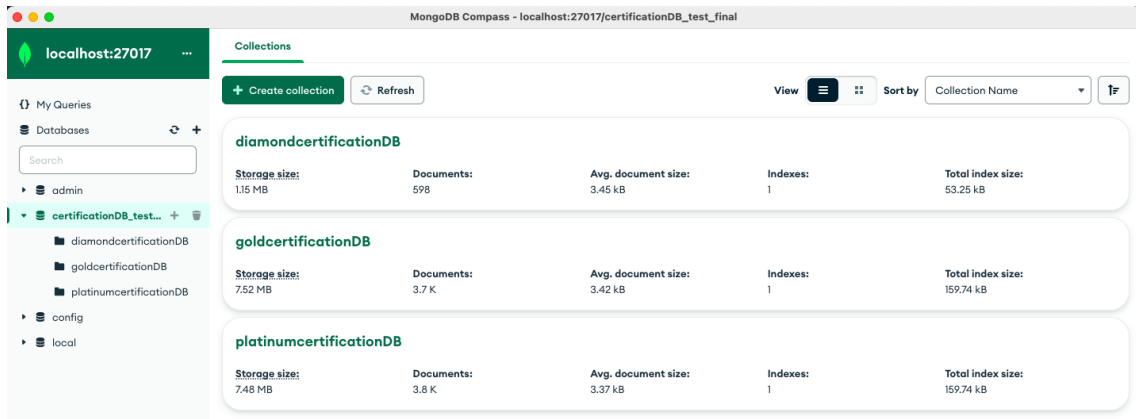 MongoDB Compass - localhost:27017/certificationDB_test_final
localhost:27017 ...
{} My Queries
Databases
Search
admin
certificationDB_test...
diamondcertificationDB
goldcertificationDB
platinumcertificationDB
config
local
Collections
Create collection Refresh View Sort by Collection Name
diamondcertificationDB
Storage size: Documents: Avg. document size: Indexes: Total index size:
1.15 MB 598 3.45 kB 1 53.25 kB
goldcertificationDB
Storage size: Documents: Avg. document size: Indexes: Total index size:
7.52 MB 3.7 K 3.42 kB 1 159.74 kB
platinumcertificationDB
Storage size: Documents: Avg. document size: Indexes: Total index size:
7.48 MB 3.8 K 3.37 kB 1 159.74 kB